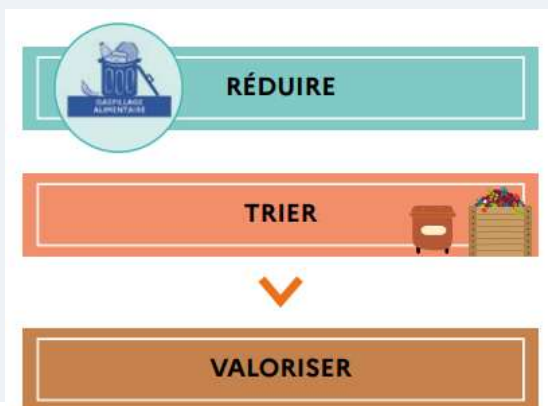 GASPILLAGE
ALIMENTAIRE
RÉDUIRE
TRIER
VALORISER